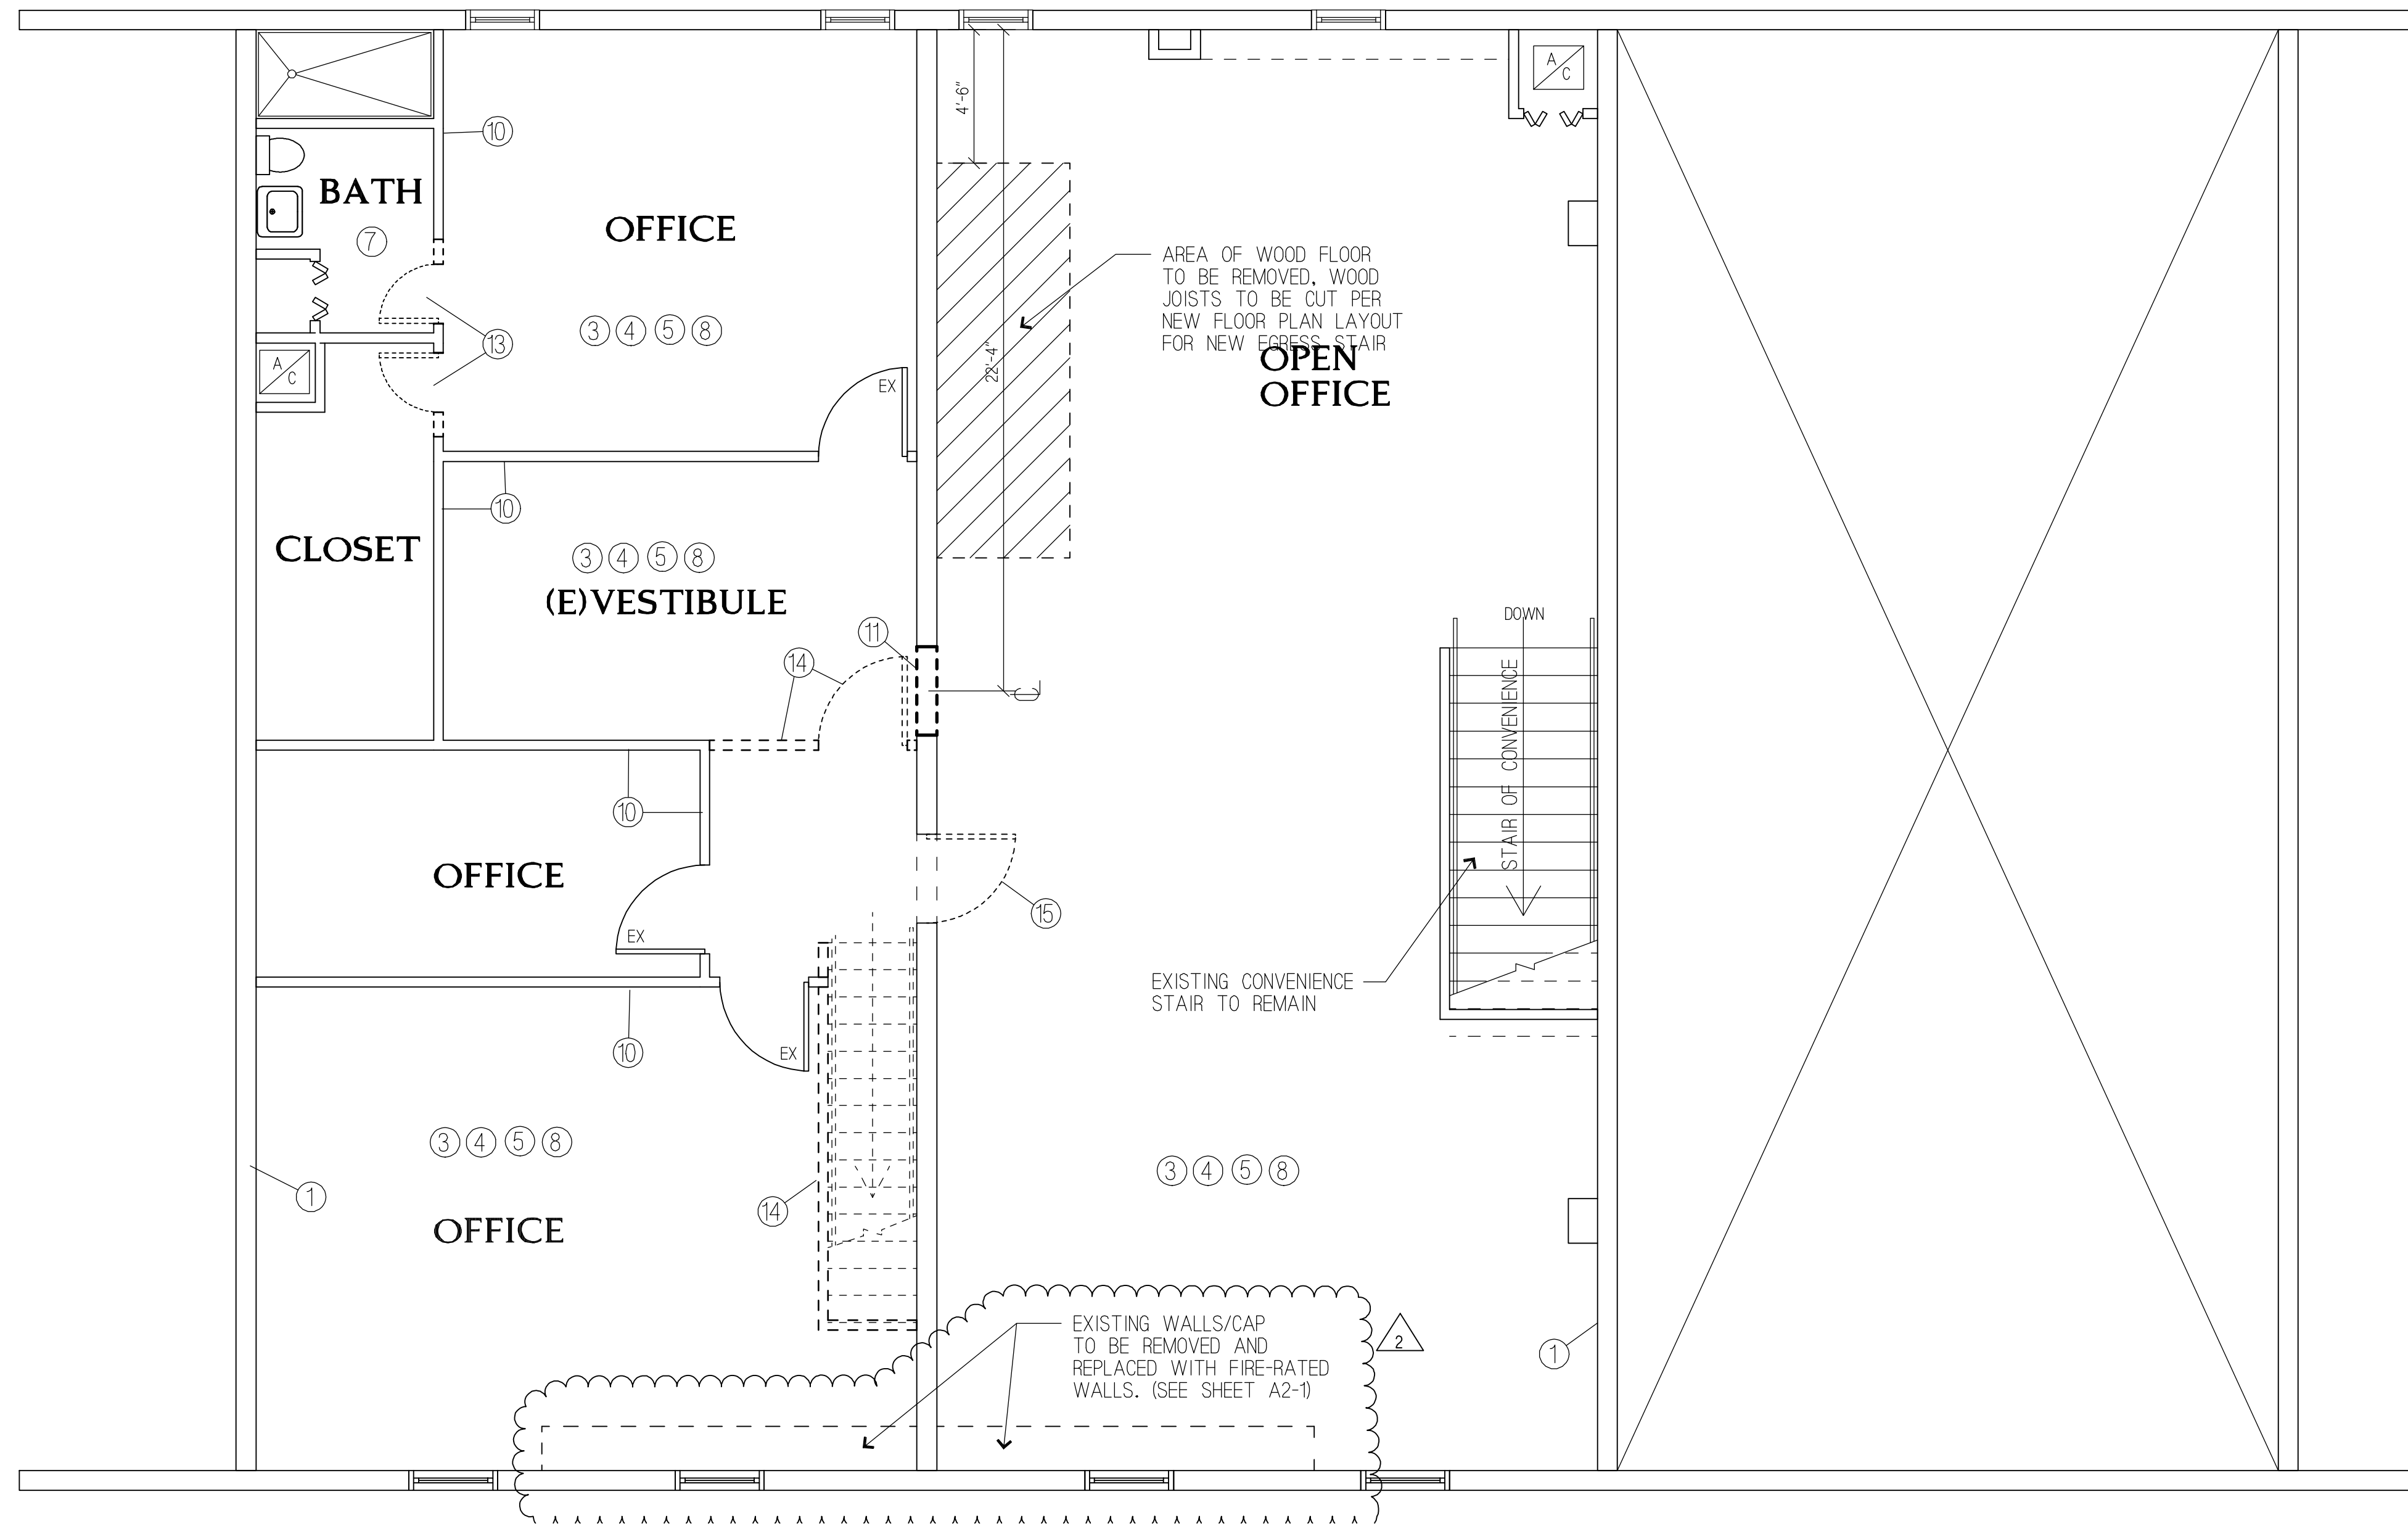 A
C
4'-6"
10
BATH
7
OFFICE
AREA OF WOOD FLOOR
TO BE REMOVED, WOOD
JOISTS TO BE CUT PER
NEW FLOOR PLAN LAYOUT
FOR NEW EGRESS STAIR
3 4 5 8
13
22'-4"
OPEN
OFFICE
A
C
EX
10
CLOSET
3 4 5 8
(E)VESTIBULE
11
14
DOWN
STAIR OF CONVENIENCE
10
OFFICE
15
EX
EXISTING CONVENIENCE
STAIR TO REMAIN
10
EX
3 4 5 8
3 4 5 8
1
14
OFFICE
EXISTING WALLS/CAP
TO BE REMOVED AND
REPLACED WITH FIRE-RATED
WALLS. (SEE SHEET A2-1)
2
1